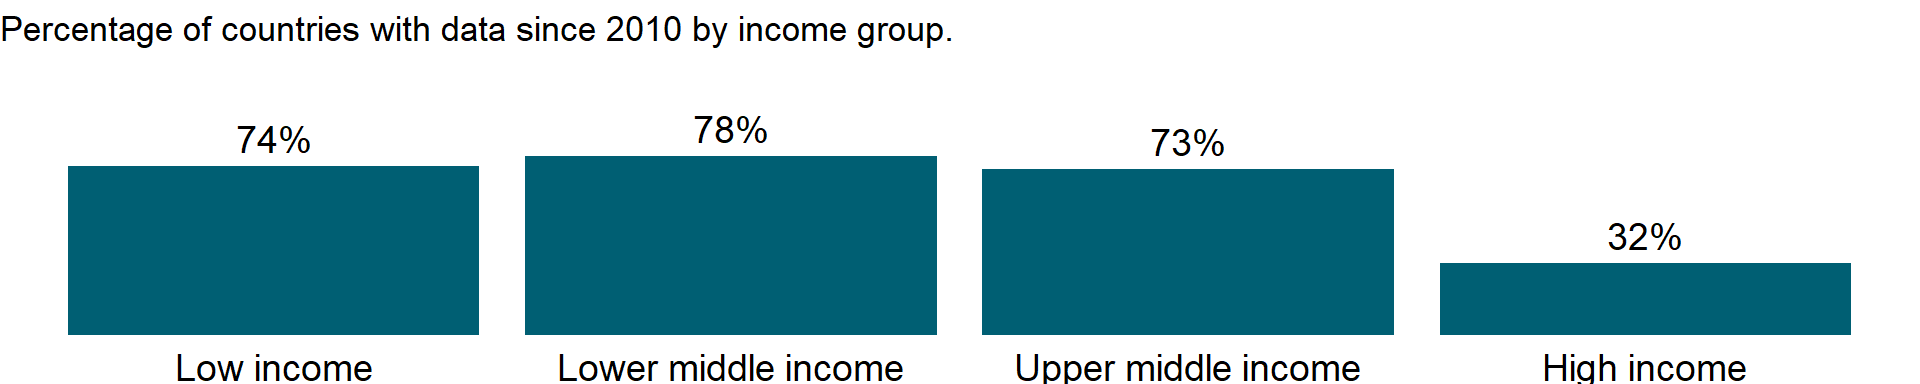 Percentage of countries with data since 2010 by income group.
74%
78%
73%
32%
Low income
Lower middle income
Upper middle income
High income